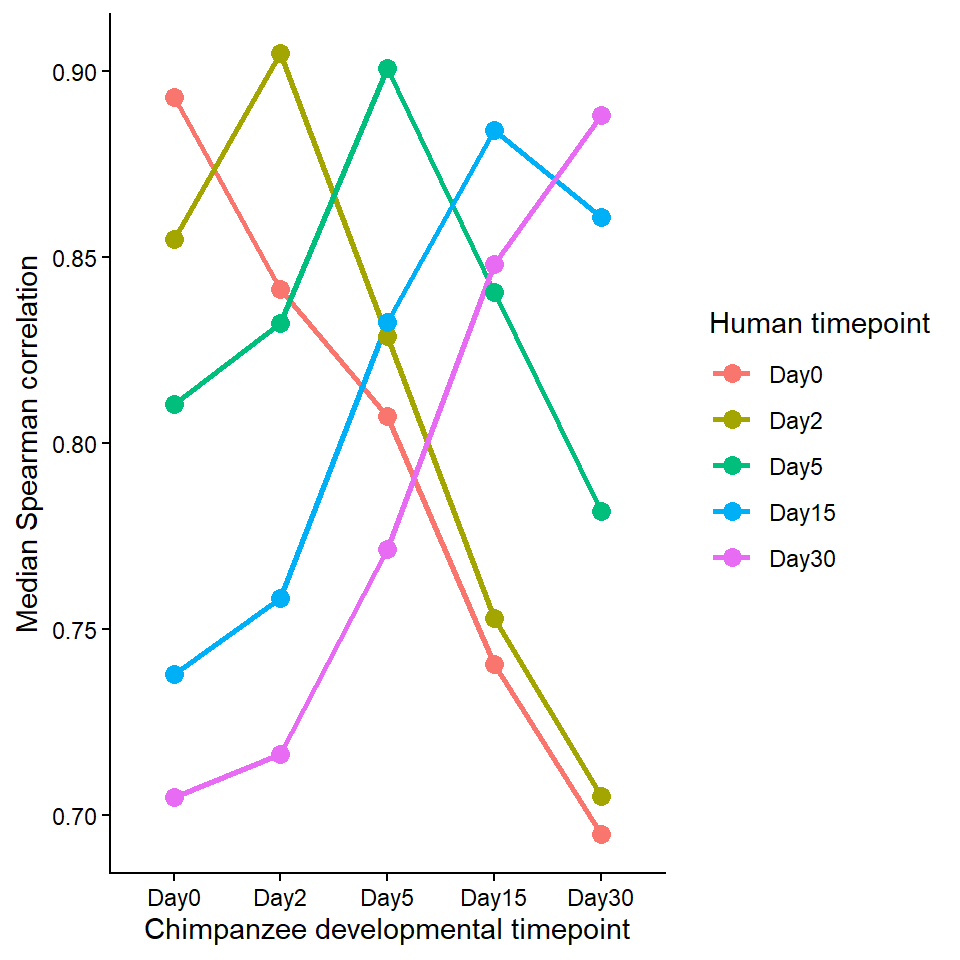 Median Spearman correlation
0.90
0.85
0.80
0.75
0.70
Day0 Day2 Day5 Day15 Day30
Chimpanzee developmental timepoint
Human timepoint
Day0
Day2
Day5
Day15
Day30